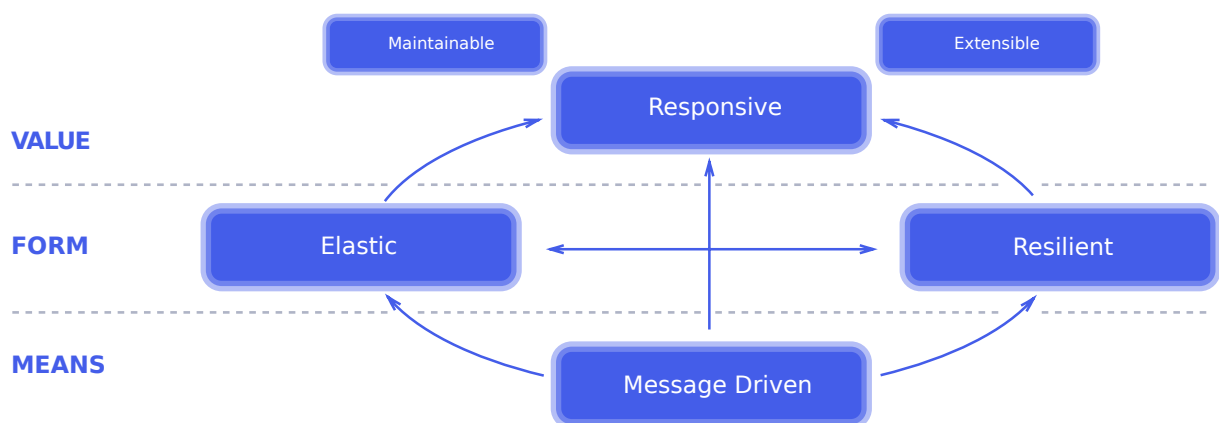 Maintainable
Extensible
Responsive
VALUE
FORM
Elastic
Resilient
MEANS
Message Driven